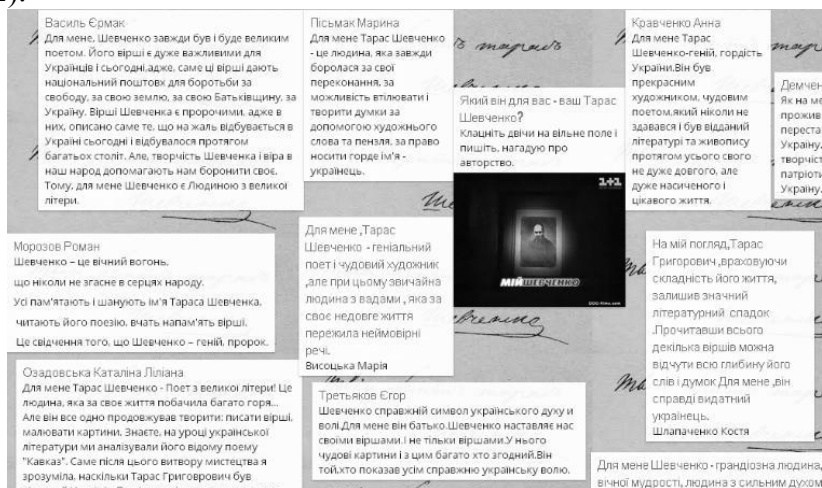 Василь Єрмак
Для мене, Шевченко завжди був і буде великим
поетом. Його вірші є дуже важливими для
Українців і сьогодні,адже, саме ці вірші дають
національний поштовх для боротьби за
свободу, за свою землю, за свою Батьківщину, за
Україну. Вірші Шевченка є пророчими, адже в
них, описано саме те, що на жаль відбувається в
Україні сьогодні і відбувалося протягом
багатьох століт. Але, творчість Шевченка і віра в
наш народ допомагають нам боронити своє.
Тому, для мене Шевченко є Людиною з великої
літери.
Пісьмак Марина
Для мене Тарас Шевченко
- це людина, яка завжди
боролася за свої
переконання, за
можливість втілювати і
творити думки за
допомогою художнього
слова та пензля, за право
носити горде ім'я -
українець.
Який він для вас - ваш Тарас
Шевченко?
Клацніть двічи на вільне поле і
пишіть, нагадую про
авторство.
1+1
МІЙ ШЕВЧЕНКО
Кравченко Анна
Для мене Тарас
Шевченко-геній, гордість
України.Він був
прекрасним
художником, чудовим
поетом,який ніколи не
здавався і був відданий
літературі та живопису
протягом усього свого
не дуже довгого, але
дуже насиченого і
цікавого життя.
Демчен
Як на ме
прожив
переста
Україну.
творчіст
патріоти
Україну.
Морозов Роман
Шевченко – це вічний вогонь,
що ніколи не згасне в серцях народу.
Усі пам'ятають і шанують ім'я Тараса Шевченка,
читають його поезію, вчать напам'ять вірші.
Це свідчення того, що Шевченко – геній, пророк.
Для мене ,Тарас
Шевченко - геніальний
поет і чудовий художник
,але при цьому звичайна
людина з вадами , яка за
своє недовге життя
пережила неймовірні
речі.
Висоцька Марія
На мій погляд,Тарас
Григорович ,враховуючи
складність його життя,
залишив значний
літературний спадок
.Прочитавши всього
декілька віршів можна
відчути всю глибину його
слів і думок Для мене ,він
справді видатний
українець.
Шлапаченко Костя
Озадовська Каталіна Ліліана
Для мене Тарас Шевченко - Поет з великої літери! Це
людина, яка за своє життя побачила багато горя...
Але він все одно продовжував творити: писати вірші,
малювати картини. Знаєте, на уроці української
літератури ми аналізували його відому поему
"Кавказ". Саме після цього витвору мистецтва я
зрозуміла, наскільки Тарас Григорович був
Третьяков Єгор
Шевченко справжній символ українського духу и
волі.Для мене він батько.Шевченко наставляє нас
своїми віршами.І не тільки віршами.У нього
чудові картини і з цим багато хто згодний.Він
той,хто показав усім справжню українську волю.
Для мене Шевченко - грандіозна людина,
вічної мудрості, людина з сильним духом